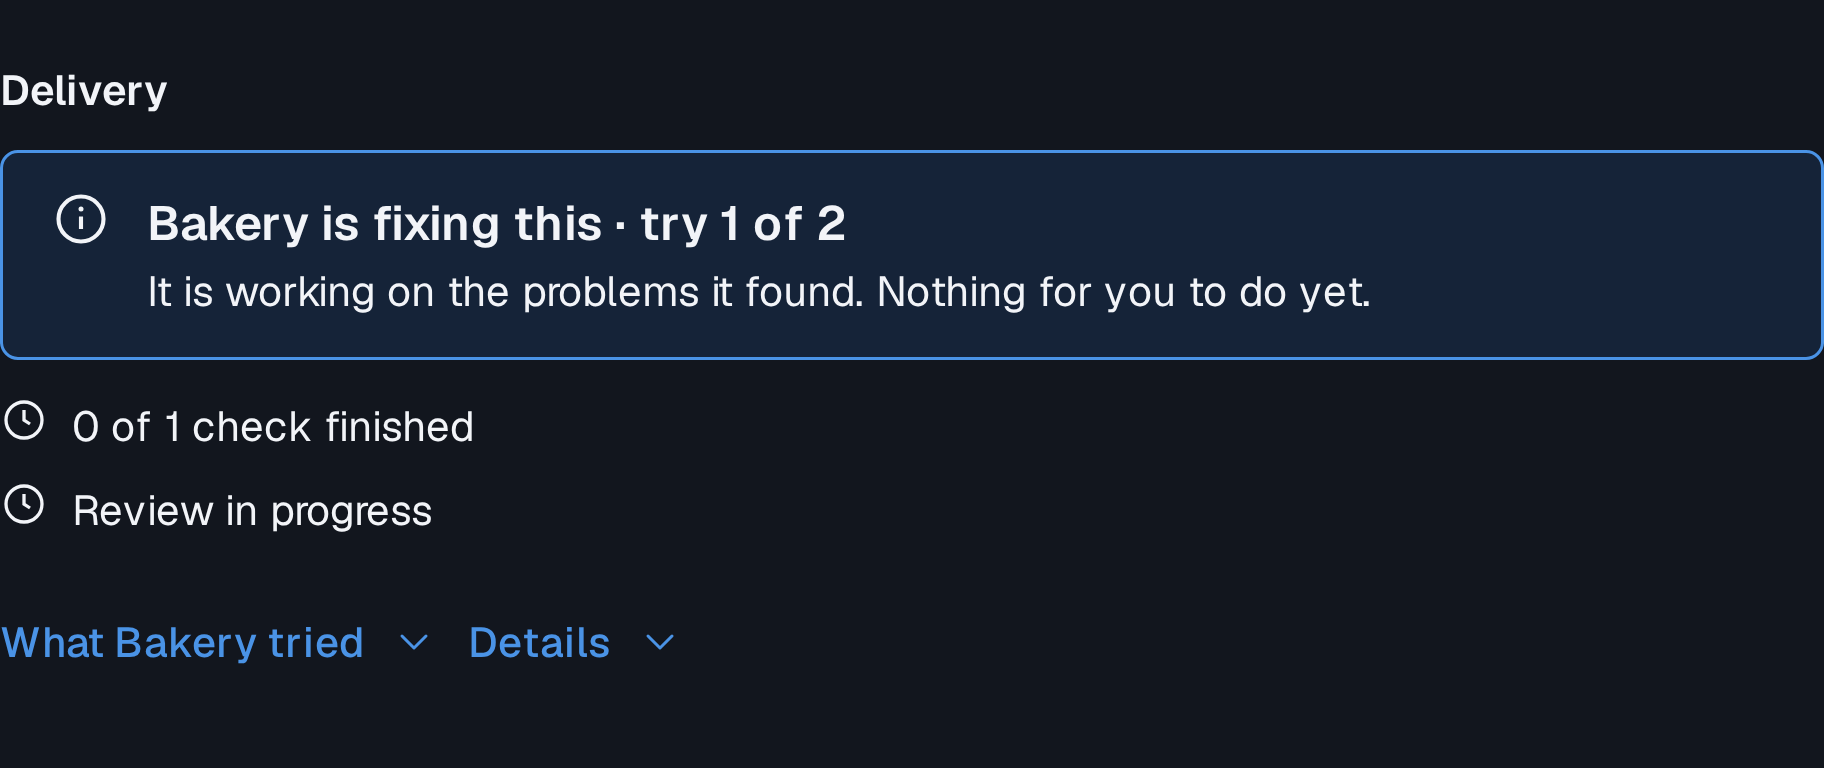 Delivery
Bakery is fixing this · try 1 of 2
It is working on the problems it found. Nothing for you to do yet.
0 of 1 check finished
Review in progress
What Bakery tried Details